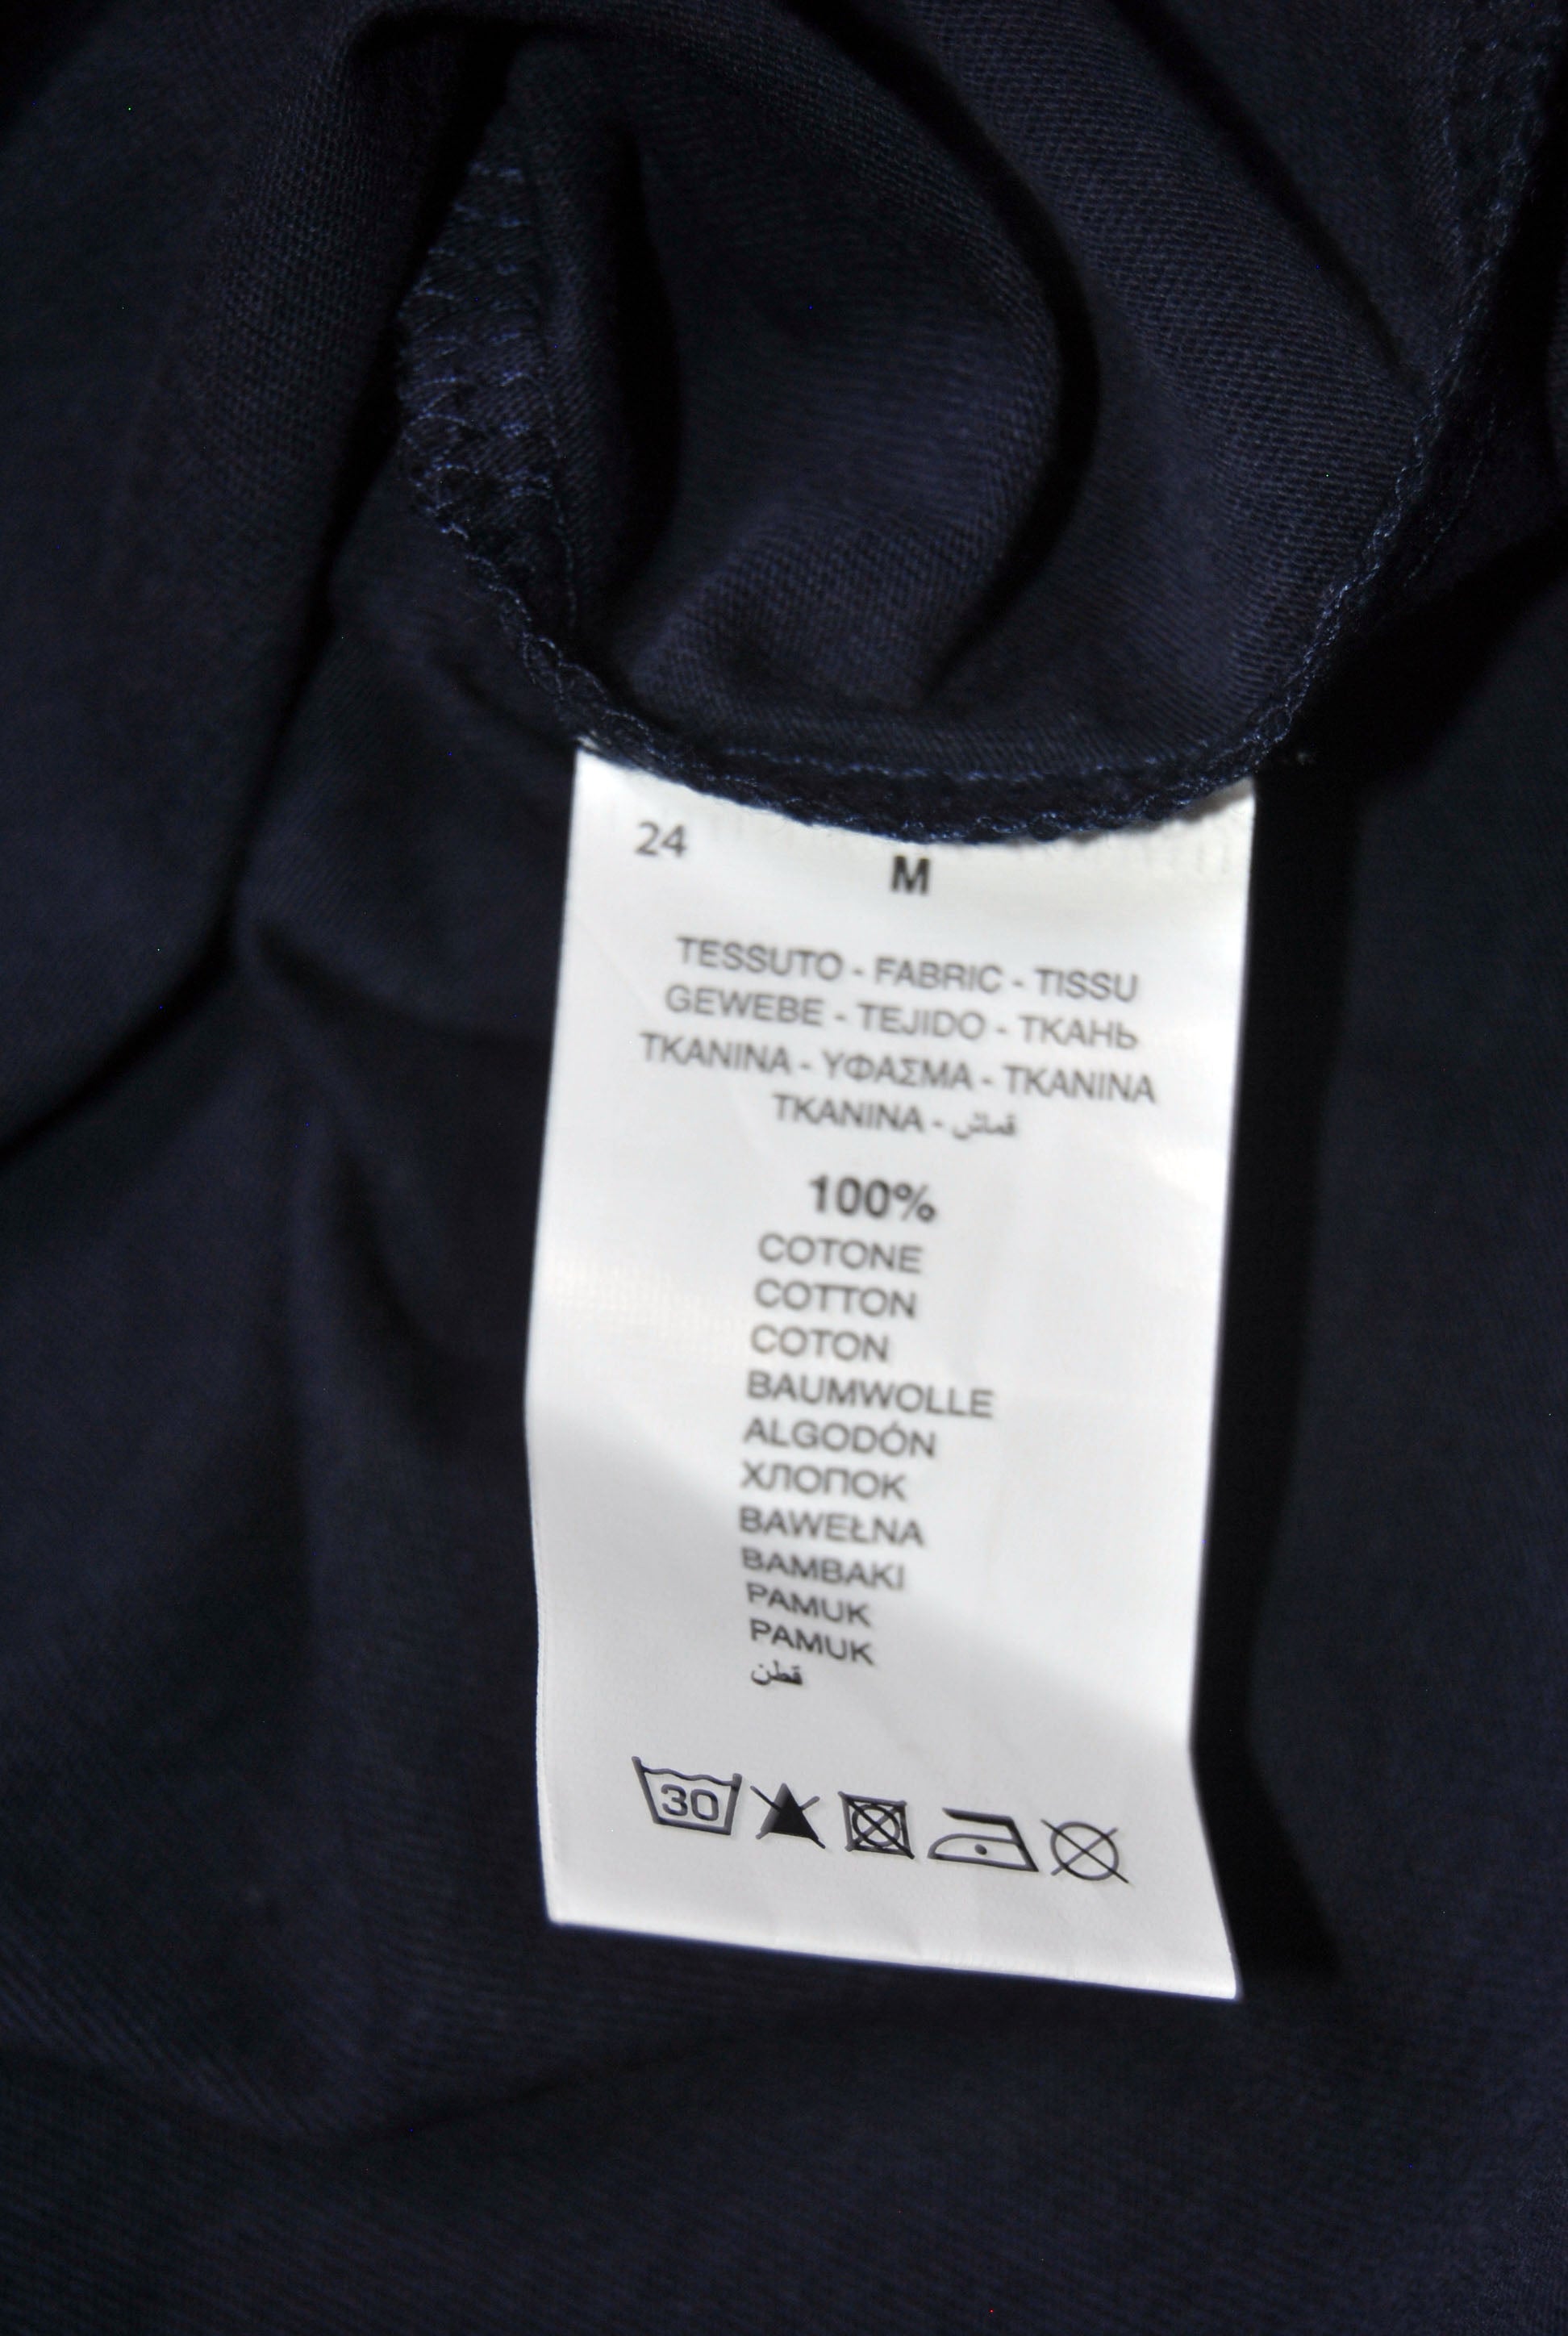 24
M
TESSUTO - FABRIC - TISSU
GEWEBE - TEJIDO - ТКАНЬ
TKANINA - ΥΦΑΣΜΑ - TKANINA
TKANINA - قماش
100%
COTONE
COTTON
COTON
BAUMWOLLE
ALGODÓN
ХЛОПОК
BAWEŁNA
BAMBAKI
PAMUK
PAMUK
قطن
30